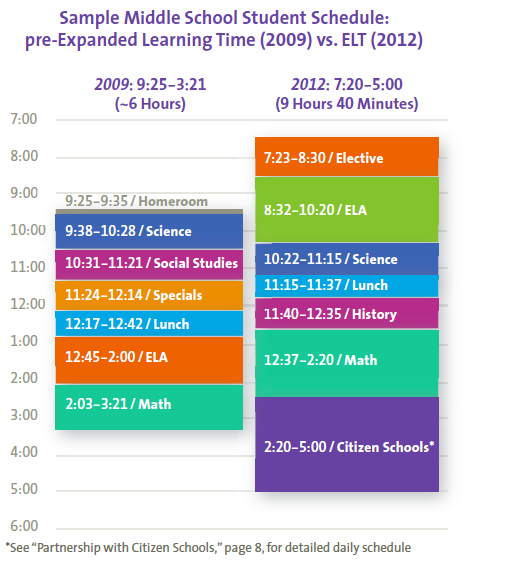 Sample Middle School Student Schedule:
pre-Expanded Learning Time (2009) vs. ELT (2012)
2009: 9:25–3:21
(~6 Hours)
2012: 7:20–5:00
(9 Hours 40 Minutes)
7:00
8:00
9:00
10:00
11:00
12:00
1:00
2:00
3:00
4:00
5:00
6:00
9:25–9:35 / Homeroom
9:38–10:28 / Science
10:31–11:21 / Social Studies
11:24–12:14 / Specials
12:17–12:42 / Lunch
12:45–2:00 / ELA
2:03–3:21 / Math
7:23–8:30 / Elective
8:32–10:20 / ELA
10:22–11:15 / Science
11:15–11:37 / Lunch
11:40–12:35 / History
12:37–2:20 / Math
2:20–5:00 / Citizen Schools*
*See “Partnership with Citizen Schools,” page 8, for detailed daily schedule